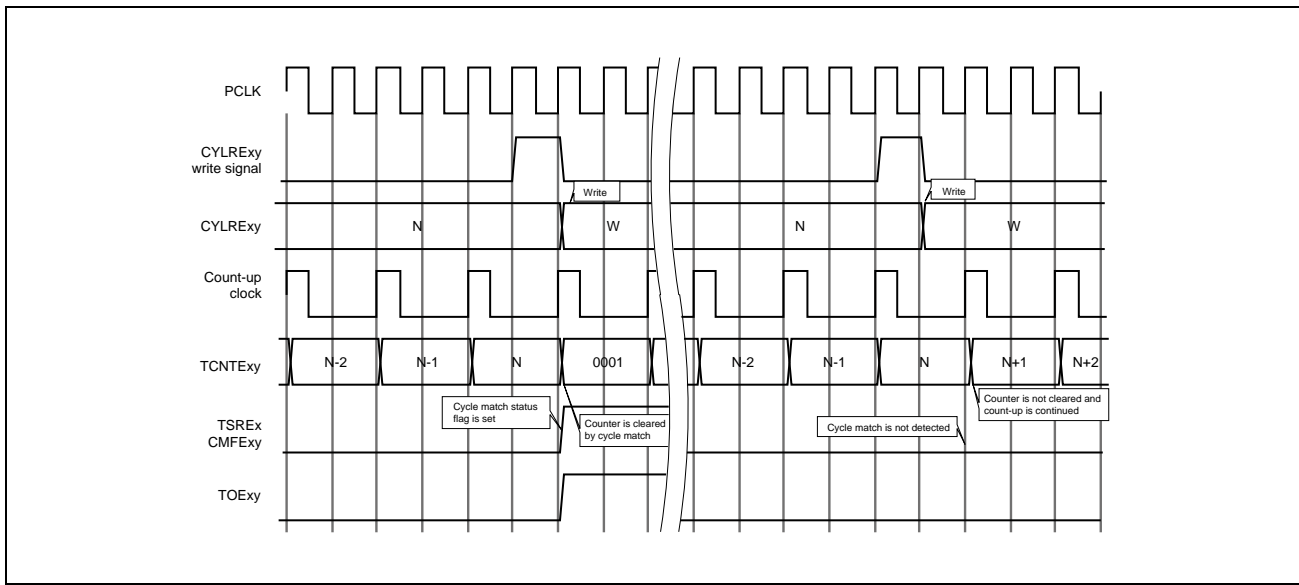 PCLK
CYLRExy
write signal
Write
Write
CYLRExy
N
W
N
W
Count-up
clock
TCNTExy
N-2
N-1
N
0001
N-2
N-1
N
N+1
N+2
Cycle match status
flag is set
Counter is cleared
by cycle match
Cycle match is not detected
Counter is not cleared and
count-up is continued
TSREx
CMFExy
TOExy